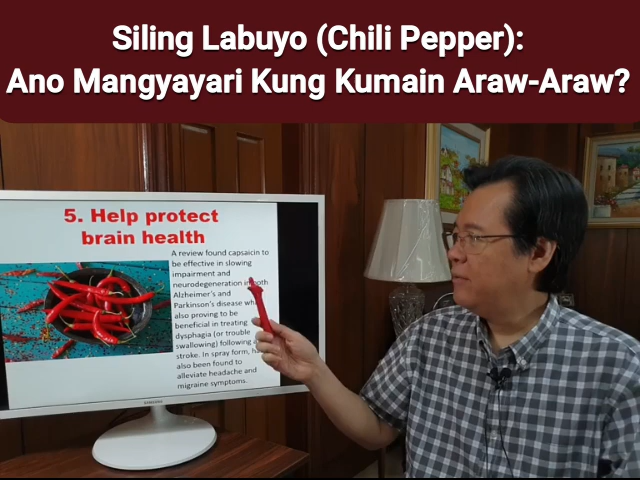 Siling Labuyo (Chili Pepper):
Ano Mangyayari Kung Kumain Araw-Araw?
5. Help protect
brain health
A review found capsaicin to
be effective in slowing
impairment and
neurodegeneration in both
Alzheimer's and
Parkinson's disease
also proving to be
beneficial in treating
dysphagia (or trouble
swallowing) following
stroke. In spray form,
also been found to
alleviate headache and
migraine symptoms.
SAMSUNG